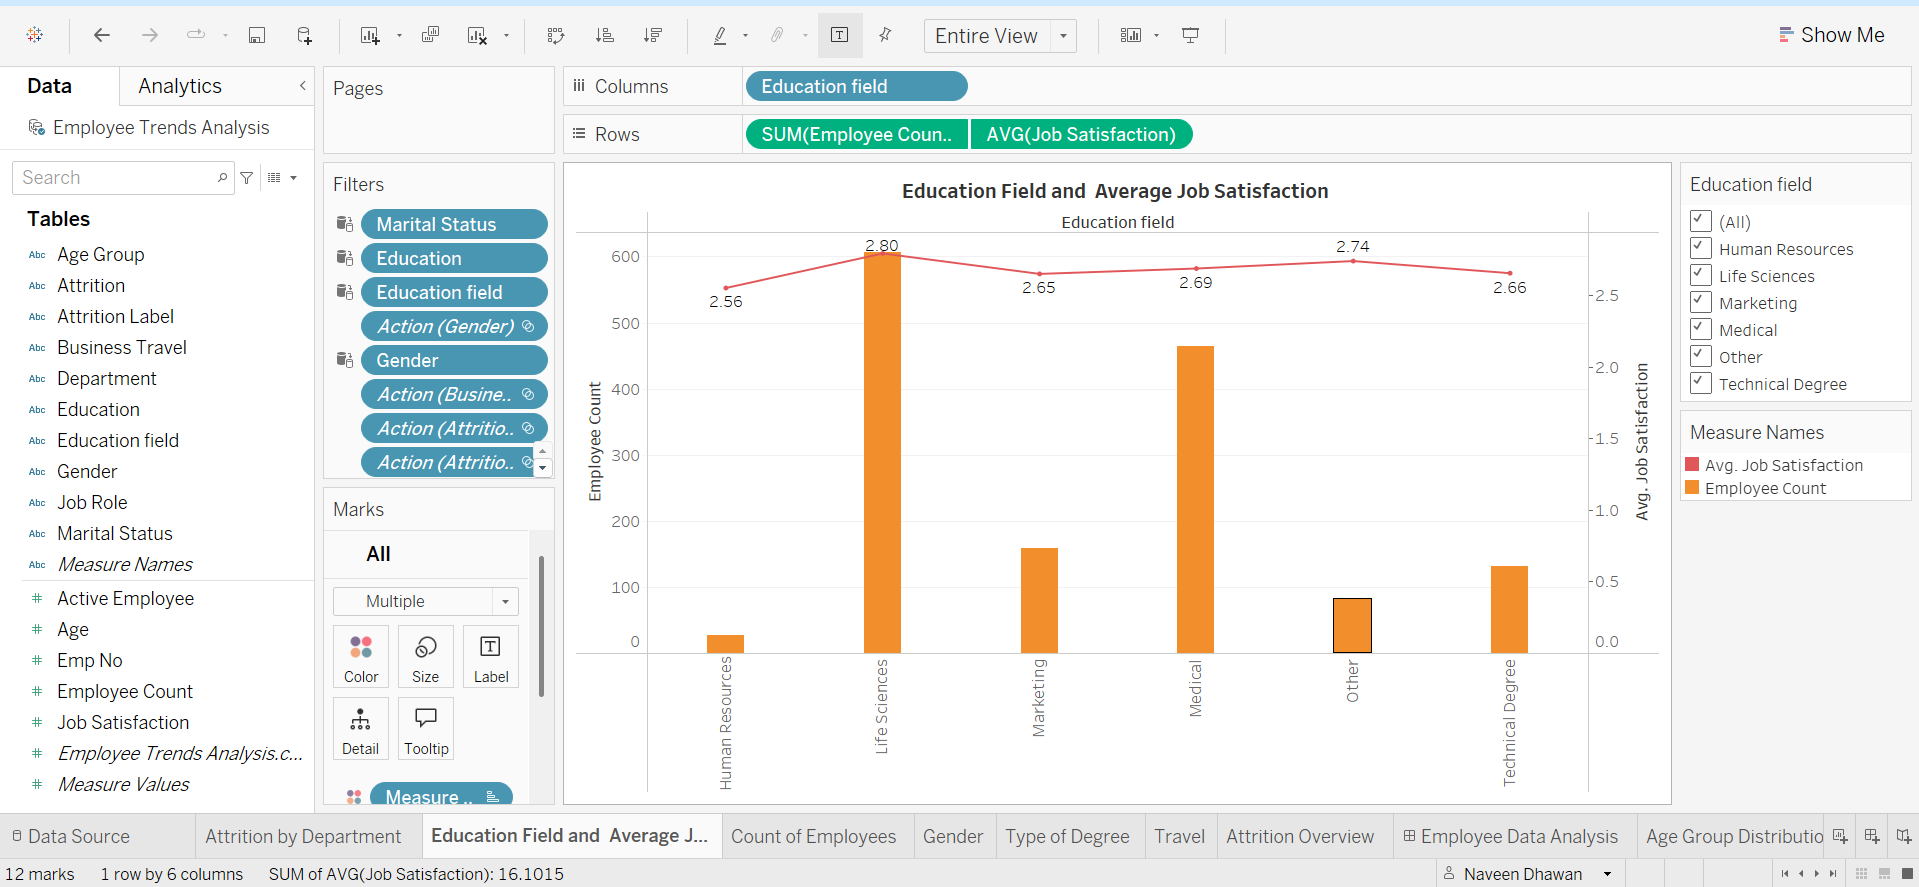 Entire View
Show Me
Data
Analytics
Employee Trends Analysis
Search
Tables
Abc Age Group
Abc Attrition
Abc Attrition Label
Abc Business Travel
Abc Department
Abc Education
Abc Education field
Abc Gender
Abc Job Role
Abc Marital Status
Abc Measure Names
# Active Employee
# Age
# Emp No
# Employee Count
# Job Satisfaction
# Employee Trends Analysis.c...
# Measure Values
Pages
Filters
Marital Status
Education
Education field
Action (Gender)
Gender
Action (Busine..
Action (Attritio..
Action (Attritio..
Marks
All
Multiple
Color
Size
T
Label
Detail
Tooltip
Measure ..
iii Columns
Education field
Rows
SUM(Employee Coun..
AVG(Job Satisfaction)
Education Field and  Average Job Satisfaction
Education field
Employee Count
600
500
400
300
200
100
0
2.56
2.80
2.65
2.69
2.74
2.66
2.5
2.0
1.5
1.0
0.5
0.0
Avg. Job Satisfaction
Human Resources
Life Sciences
Marketing
Medical
Other
Technical Degree
Education field
(All)
Human Resources
Life Sciences
Marketing
Medical
Other
Technical Degree
Measure Names
Avg. Job Satisfaction
Employee Count
Data Source
Attrition by Department
Education Field and  Average J...
Count of Employees
Gender
Type of Degree
Travel
Attrition Overview
Employee Data Analysis
Age Group Distributio
12 marks
1 row by 6 columns
SUM of AVG(Job Satisfaction): 16.1015
Naveen Dhawan